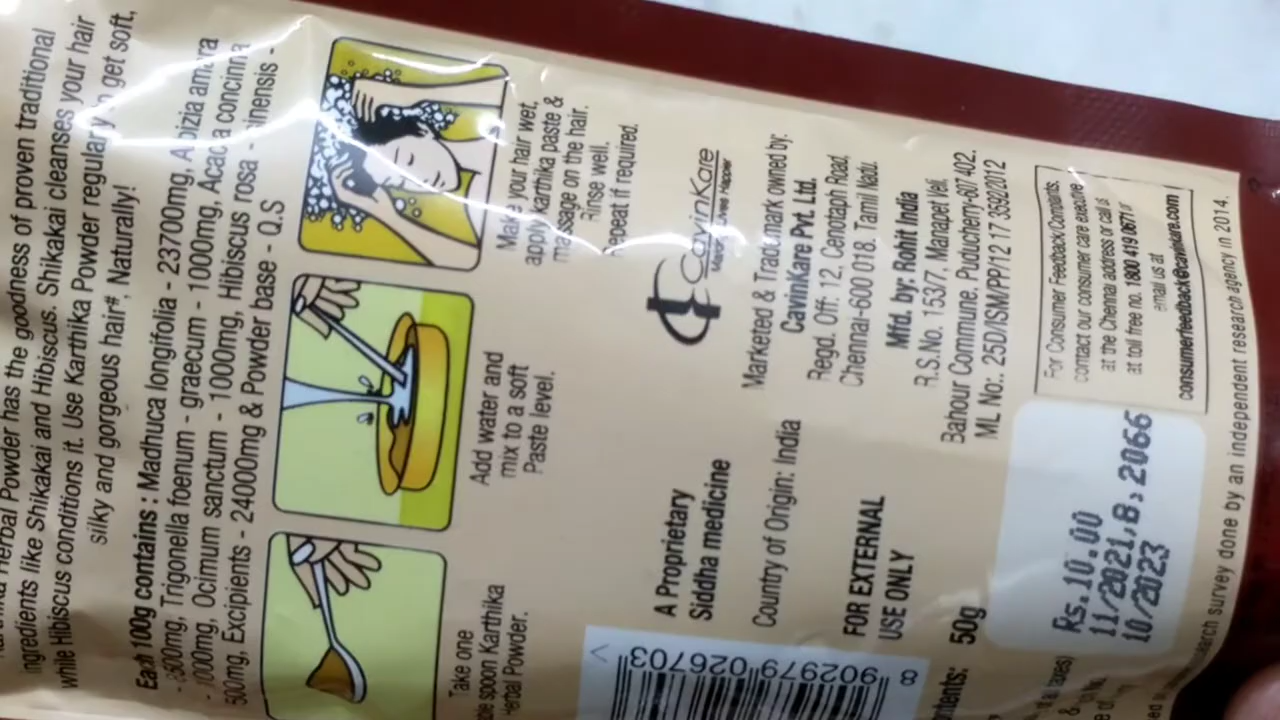 Herbal Powder has the goodness of proven traditional
ingredients like Shikakai and Hibiscus. Shikakai cleanses your hair
while Hibiscus conditions it. Use Karthika Powder regularly to get soft,
silky and gorgeous hair#, Naturally!
Each 100g contains : Madhuca longifolia - 23700mg, Albizia amara
mg, Trigonella foenum - graecum - 1000mg, Acacia concinna
Ocimum sanctum - 1000mg, Hibiscus rosa - sinensis -
500mg, Excipients - 24000mg & Powder base - Q.S
Take one
spoon Karthika
Herbal Powder.
Add water and
mix to a soft
Paste level.
Make your hair wet,
apply Karthika paste &
massage on the hair.
Rinse well.
Repeat if required.
CavinKare
A Proprietary
Siddha medicine
Country of Origin: India
FOR EXTERNAL
USE ONLY
50g
Marketed & Trademark owned by:
CavinKare Pvt. Ltd.
Regd. Off: 12, Cenotaph Road,
Chennai-600 018. Tamil Nadu.
Mfd. by: Rohit India
R.S.No. 153/7, Manapet Veli,
Bahour Commune, Puducherry-607 402.
ML No:. 25D/ISM/PP/12 17 3592/2012
For Consumer Feedback/Complaints,
contact our consumer care executive
at the Chennai address or call us
at toll free no. 1800 419 0671 or
email us at
consumerfeedback@cavinkare.com
8 902979 026703
Rs.10.00
11/2021,B,2066
10/2023
survey done by an independent research agency in 2014.